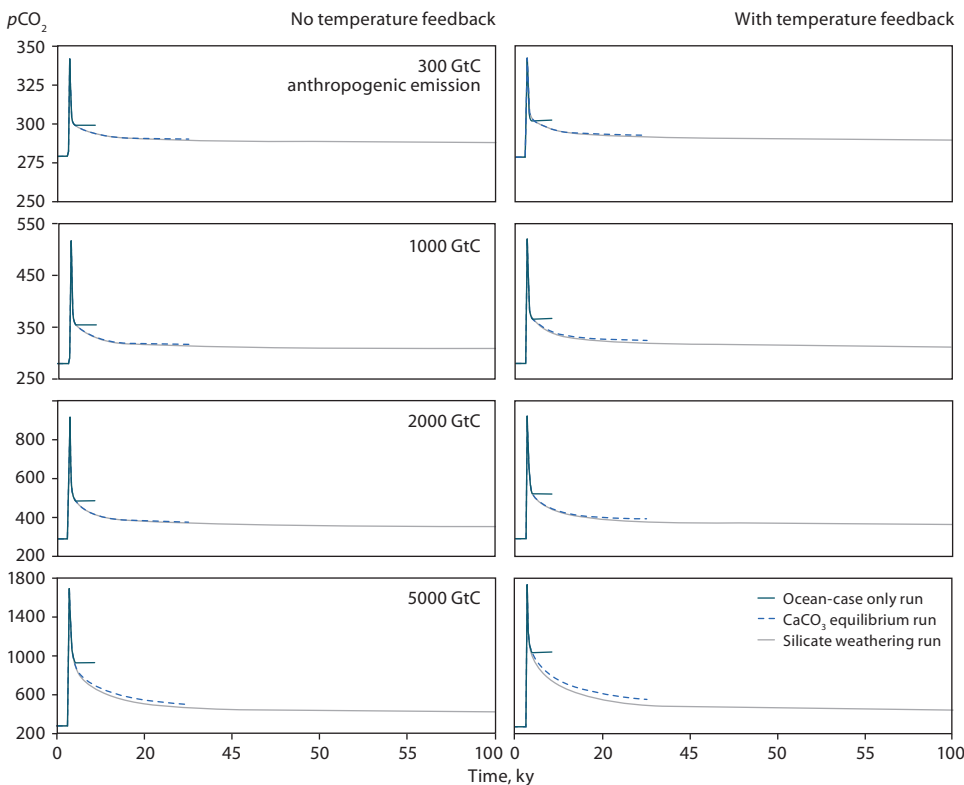 pCO2
No temperature feedback
With temperature feedback
350
325
300
275
250
300 GtC
anthropogenic emission
550
450
350
250
1000 GtC
800
600
400
200
2000 GtC
1800
1400
1000
600
200
5000 GtC
Ocean-case only run
CaCO3 equilibrium run
Silicate weathering run
0
20
45
50
55
100
0
20
45
50
55
100
Time, ky